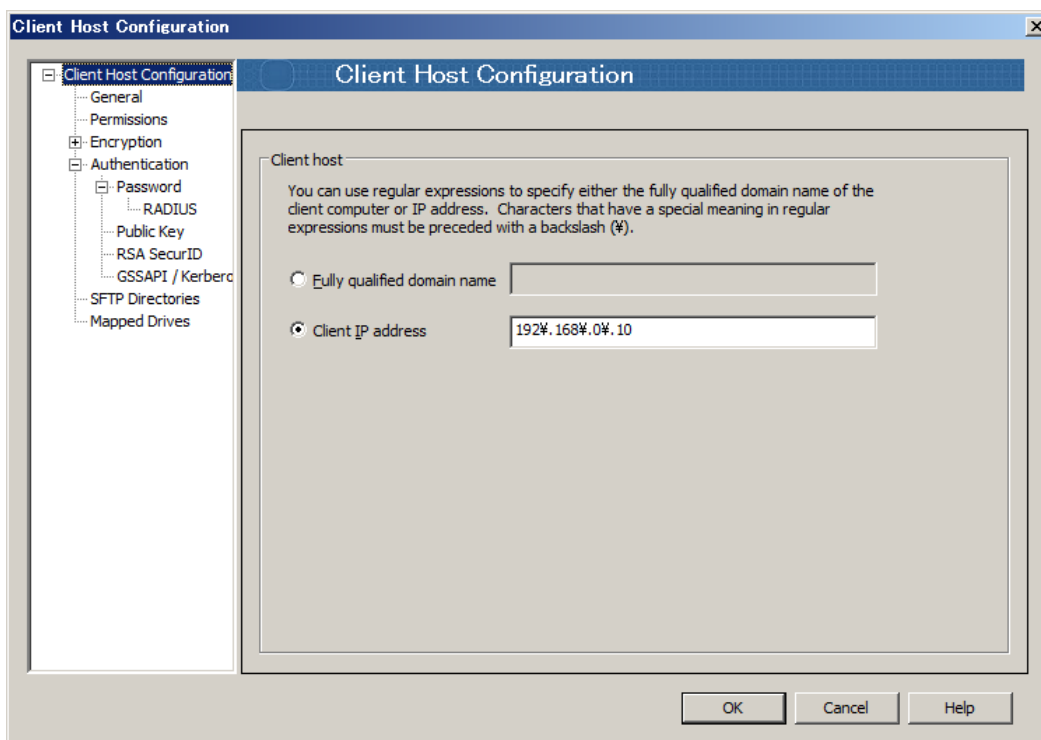 Client Host Configuration
Client Host Configuration
General
Permissions
Encryption
Authentication
Password
RADIUS
Public Key
RSA SecurID
GSSAPI / Kerberc
SFTP Directories
Mapped Drives
Client Host Configuration
Client host
You can use regular expressions to specify either the fully qualified domain name of the
client computer or IP address. Characters that have a special meaning in regular
expressions must be preceded with a backslash (¥).
Fully qualified domain name
Client IP address
192¥.168¥.0¥.10
OK
Cancel
Help